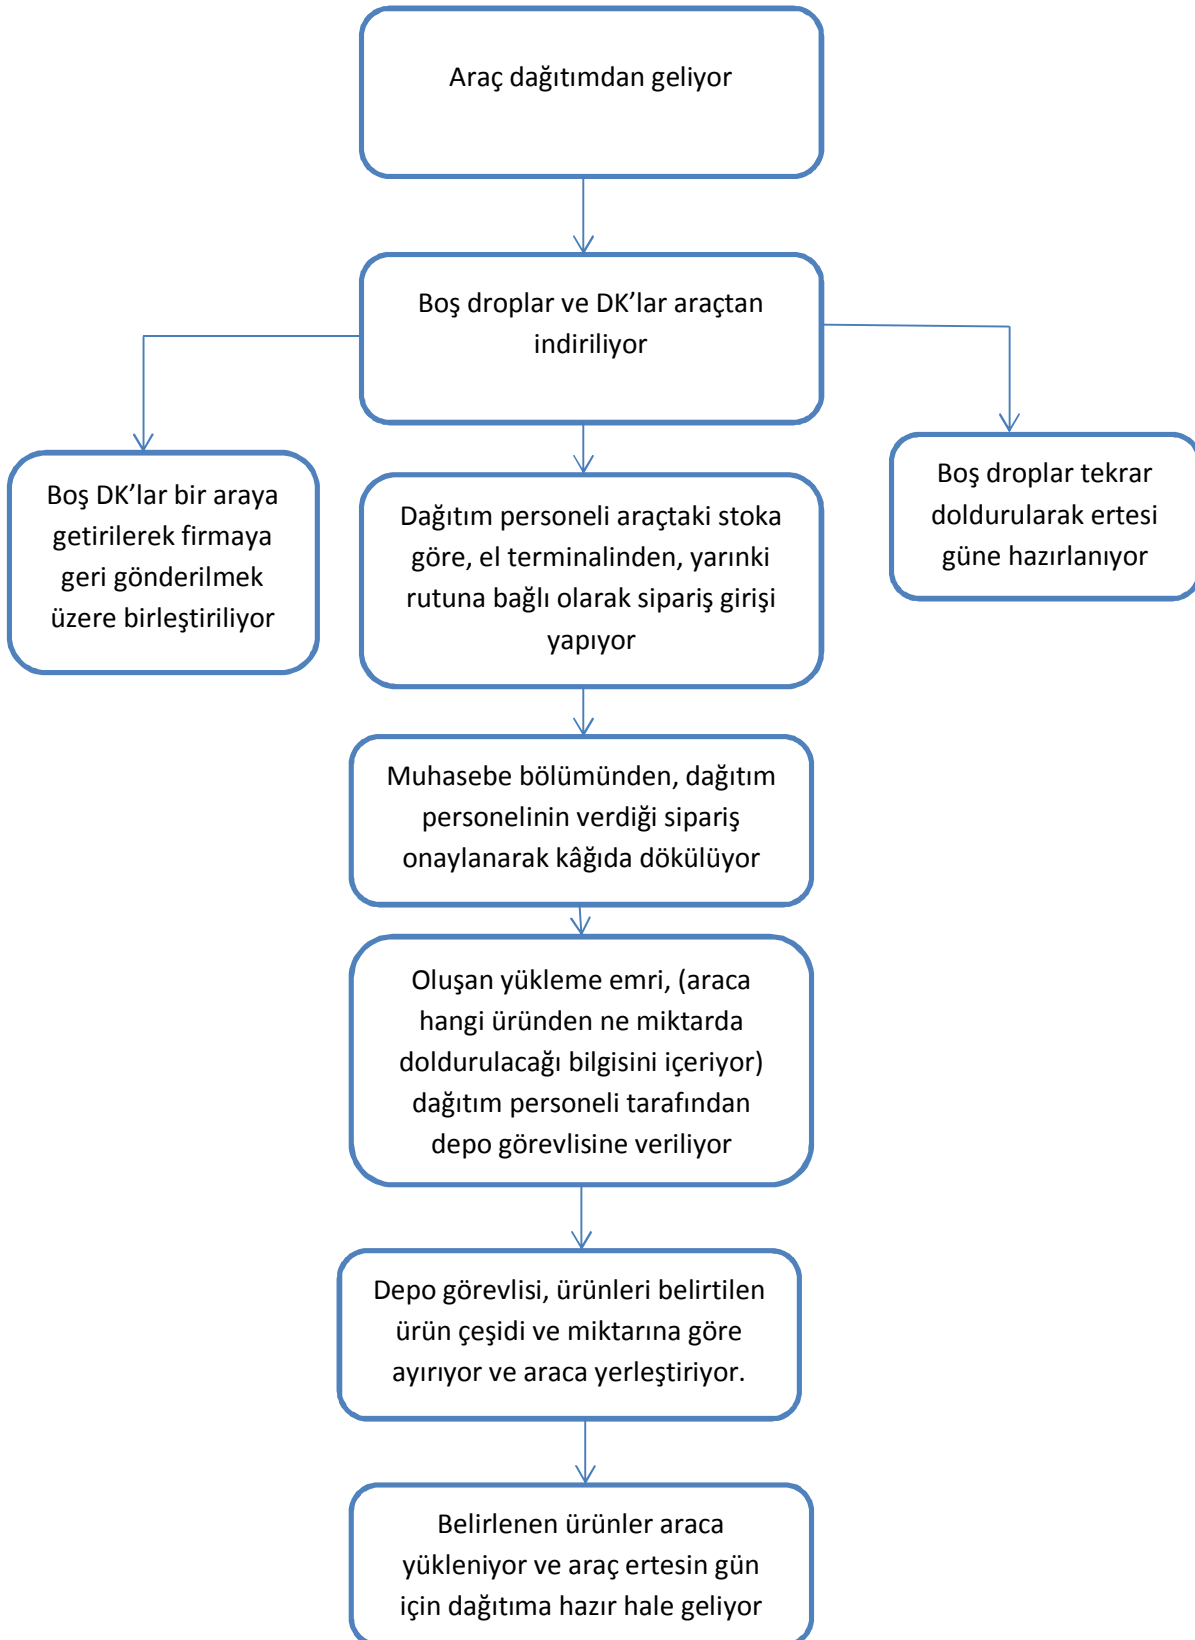 Araç dağıtımdan geliyor
Boş droplar ve DK’lar araçtan
indiriliyor
Boş DK’lar bir araya
getirilerek firmaya
geri gönderilmek
üzere birleştiriliyor
Dağıtım personeli araçtaki stoka
göre, el terminalinden, yarınki
rutuna bağlı olarak sipariş girişi
yapıyor
Boş droplar tekrar
doldurularak ertesi
güne hazırlanıyor
Muhasebe bölümünden, dağıtım
personelinin verdiği sipariş
onaylanarak kâğıda dökülüyor
Oluşan yükleme emri, (araca
hangi üründen ne miktarda
doldurulacağı bilgisini içeriyor)
dağıtım personeli tarafından
depo görevlisine veriliyor
Depo görevlisi, ürünleri belirtilen
ürün çeşidi ve miktarına göre
ayırıyor ve araca yerleştiriyor.
Belirlenen ürünler araca
yükleniyor ve araç ertesin gün
için dağıtıma hazır hale geliyor